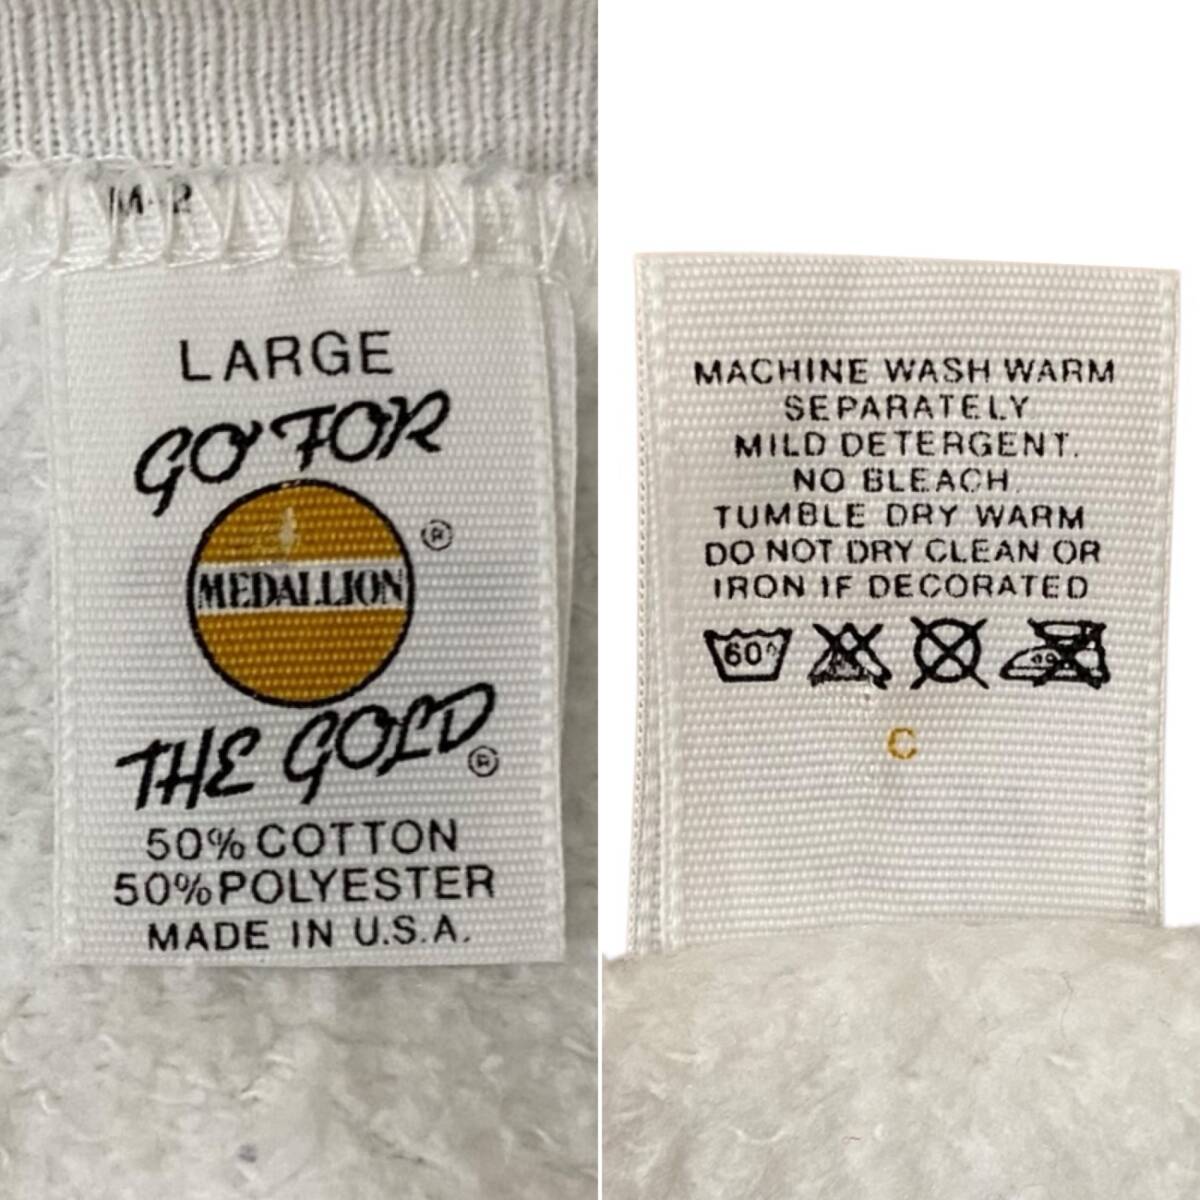 M-2
LARGE
GO FOR
MEDALLION ®
THE GOLD ®
50% COTTON
50% POLYESTER
MADE IN U.S.A.
MACHINE WASH WARM
SEPARATELY
MILD DETERGENT.
NO BLEACH.
TUMBLE DRY WARM
DO NOT DRY CLEAN OR
IRON IF DECORATED
60°
C